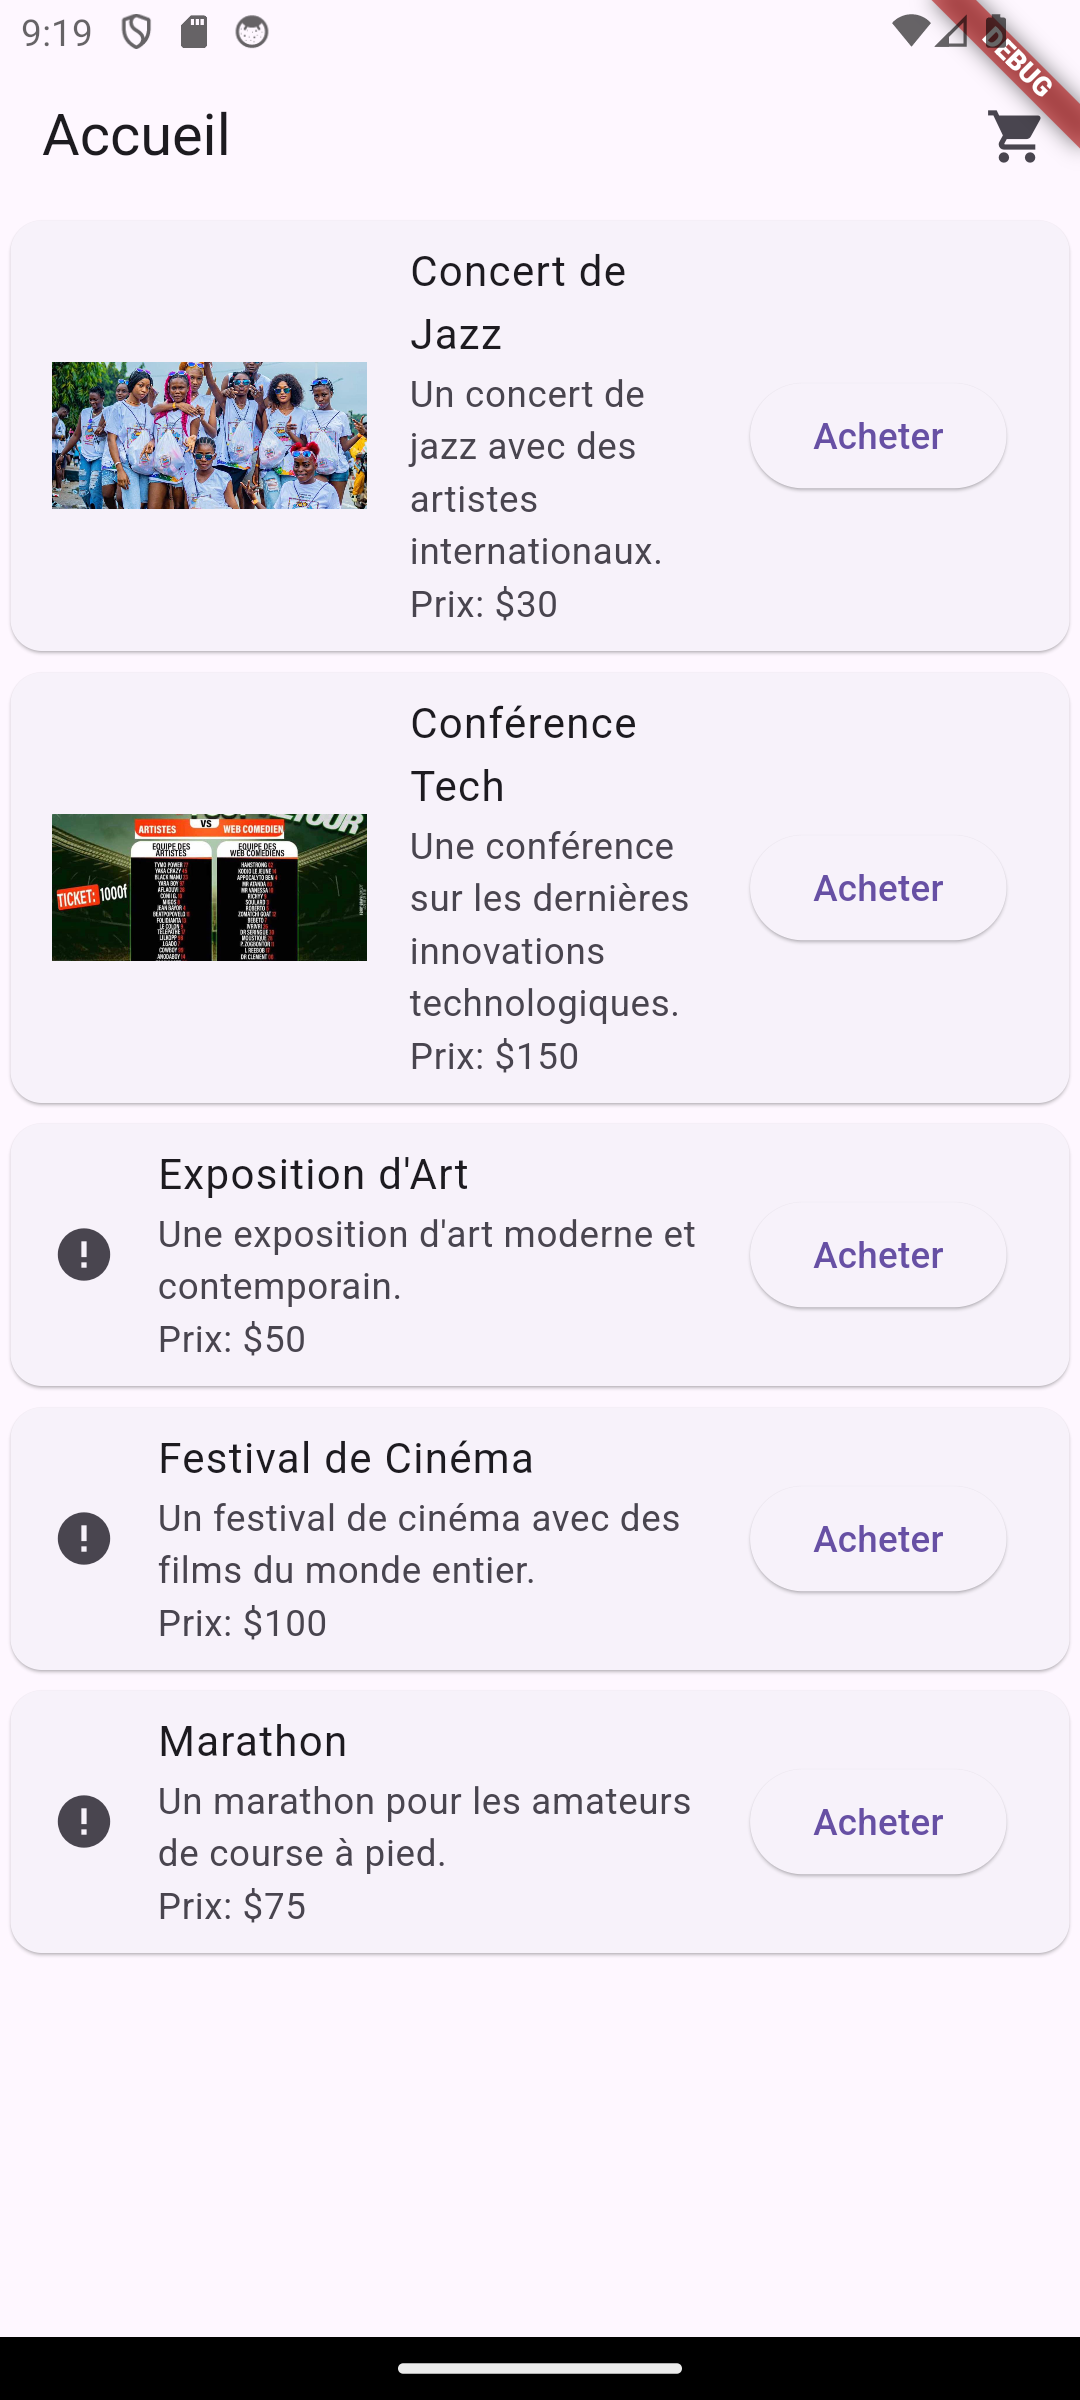 9:19
DEBUG
Accueil
Concert de
Jazz
Un concert de
jazz avec des
artistes
internationaux.
Prix: $30
Acheter
Conférence
Tech
Une conférence
sur les dernières
innovations
technologiques.
Prix: $150
Acheter
ARTISTES VS WEB COMEDIEN
EQUIPE DES
ARTISTES
EQUIPE DES
WEB COMEDIENS
TICKET: 1000f
Exposition d'Art
Une exposition d'art moderne et
contemporain.
Prix: $50
Acheter
Festival de Cinéma
Un festival de cinéma avec des
films du monde entier.
Prix: $100
Acheter
Marathon
Un marathon pour les amateurs
de course à pied.
Prix: $75
Acheter